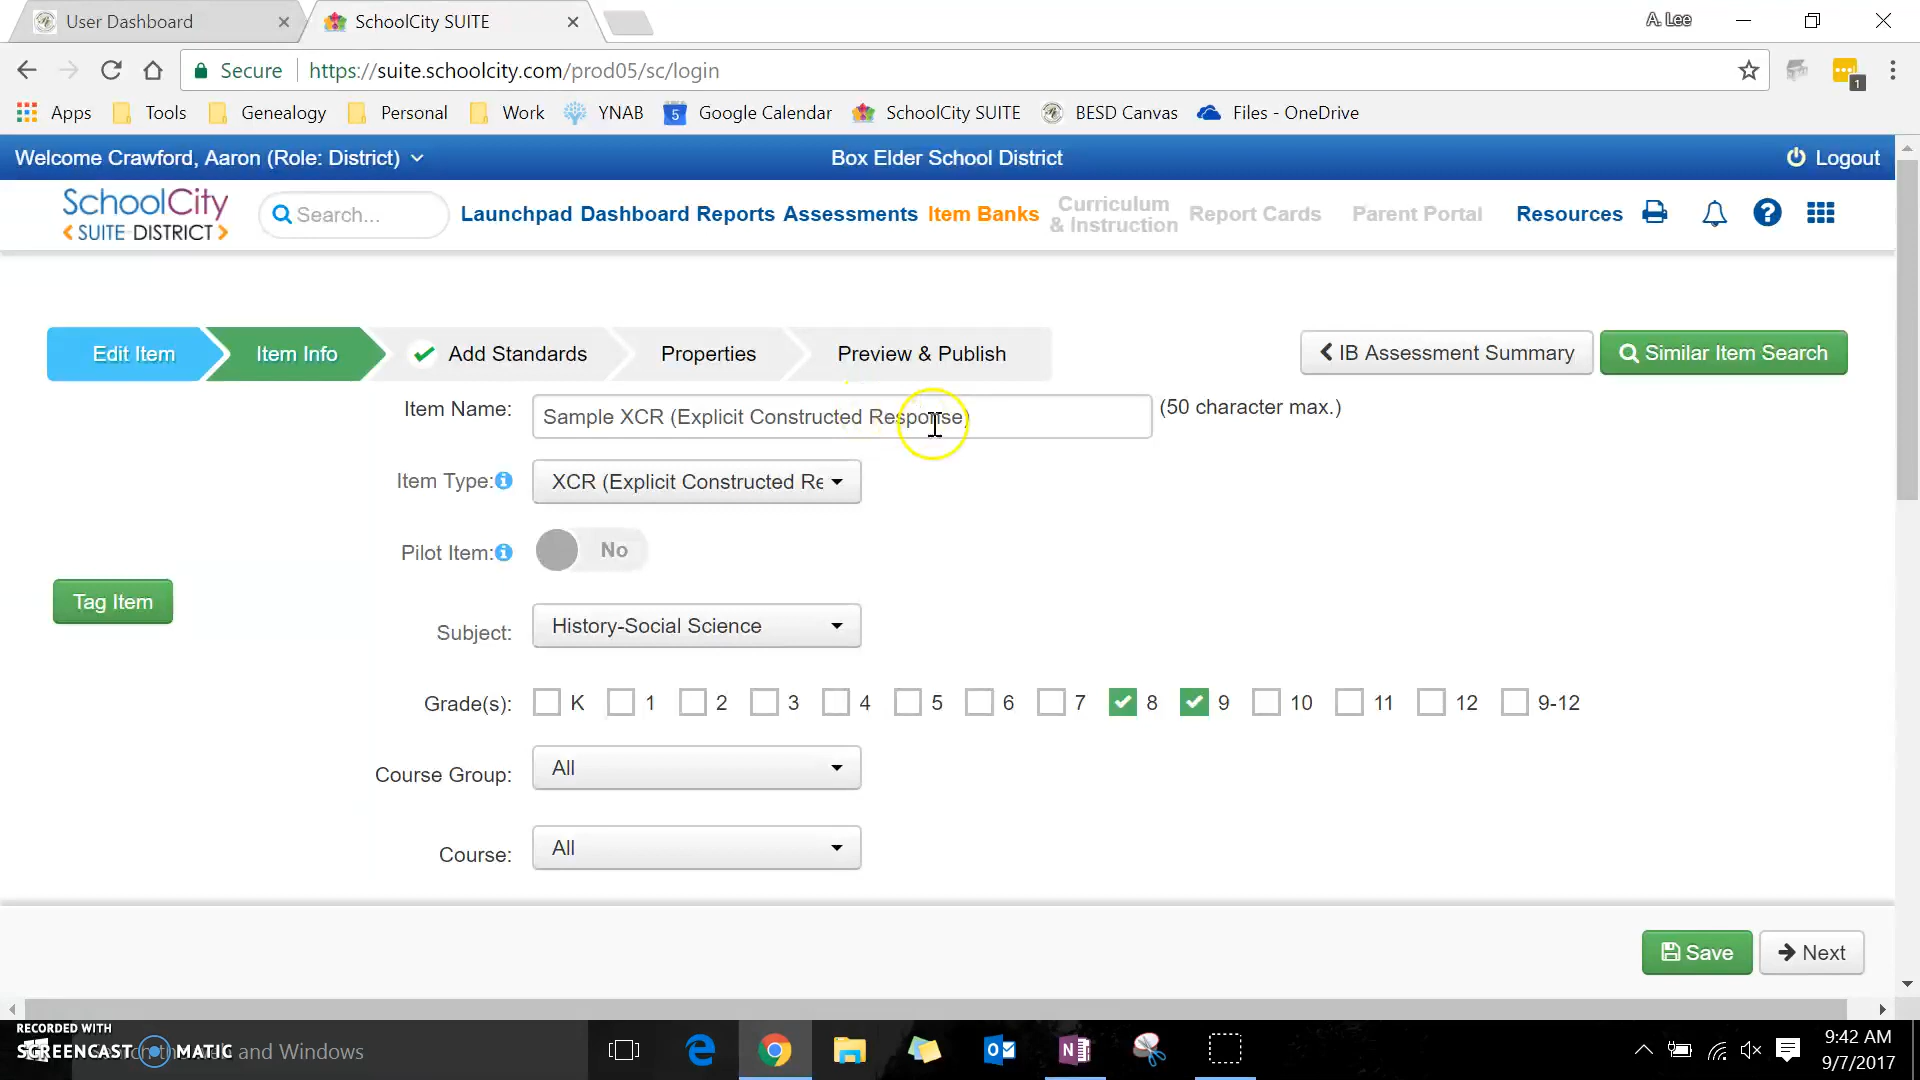 User Dashboard
SchoolCity SUITE
A. Lee
Secure
https://suite.schoolcity.com/prod05/sc/login
1
Apps
Tools
Genealogy
Personal
Work
YNAB
5
Google Calendar
SchoolCity SUITE
BESD Canvas
Files - OneDrive
Welcome Crawford, Aaron (Role: District)
Box Elder School District
Logout
SchoolCity
SUITE-DISTRICT
Search...
Launchpad
Dashboard
Reports
Assessments
Item Banks
Curriculum
& Instruction
Report Cards
Parent Portal
Resources
Edit Item
Item Info
Add Standards
Properties
Preview & Publish
IB Assessment Summary
Similar Item Search
Item Name:
Sample XCR (Explicit Constructed Response)
(50 character max.)
Item Type:
XCR (Explicit Constructed Re
Pilot Item:
No
Tag Item
Subject:
History-Social Science
Grade(s):
K 1 2 3 4 5 6 7 8 9 10 11 12 9-12
Course Group:
All
Course:
All
Save
Next
RECORDED WITH
SCREENCAST MATIC
and Windows
9:42 AM
9/7/2017